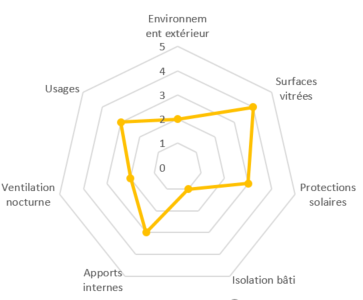 Environnem
ent extérieur
5
4
3
2
1
0
Surfaces
vitrées
Protections
solaires
Isolation bâti
Apports
internes
Ventilation
nocturne
Usages